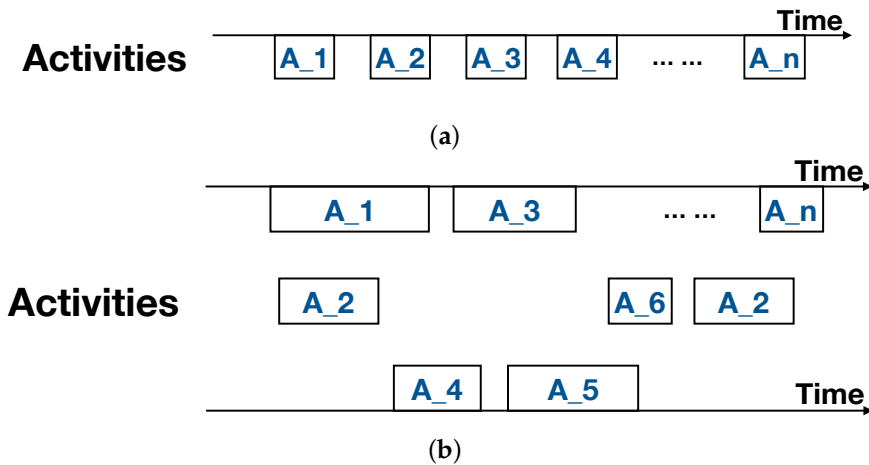 Time
Activities A_1 A_2 A_3 A_4 ... ... A_n
(a)
Time
A_1 A_3 ... ... A_n
Activities A_2 A_6 A_2
A_4 A_5 Time
(b)